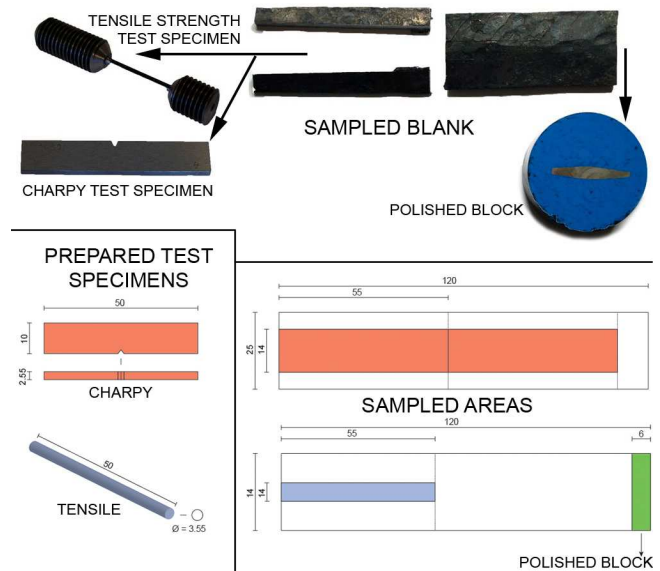 TENSILE STRENGTH
TEST SPECIMEN
SAMPLED BLANK
CHARPY TEST SPECIMEN
POLISHED BLOCK
PREPARED TEST
SPECIMENS
50
10
2.55
CHARPY
50
TENSILE
Ø = 3.55
120
55
25
14
SAMPLED AREAS
120
55
6
14
14
POLISHED BLOCK